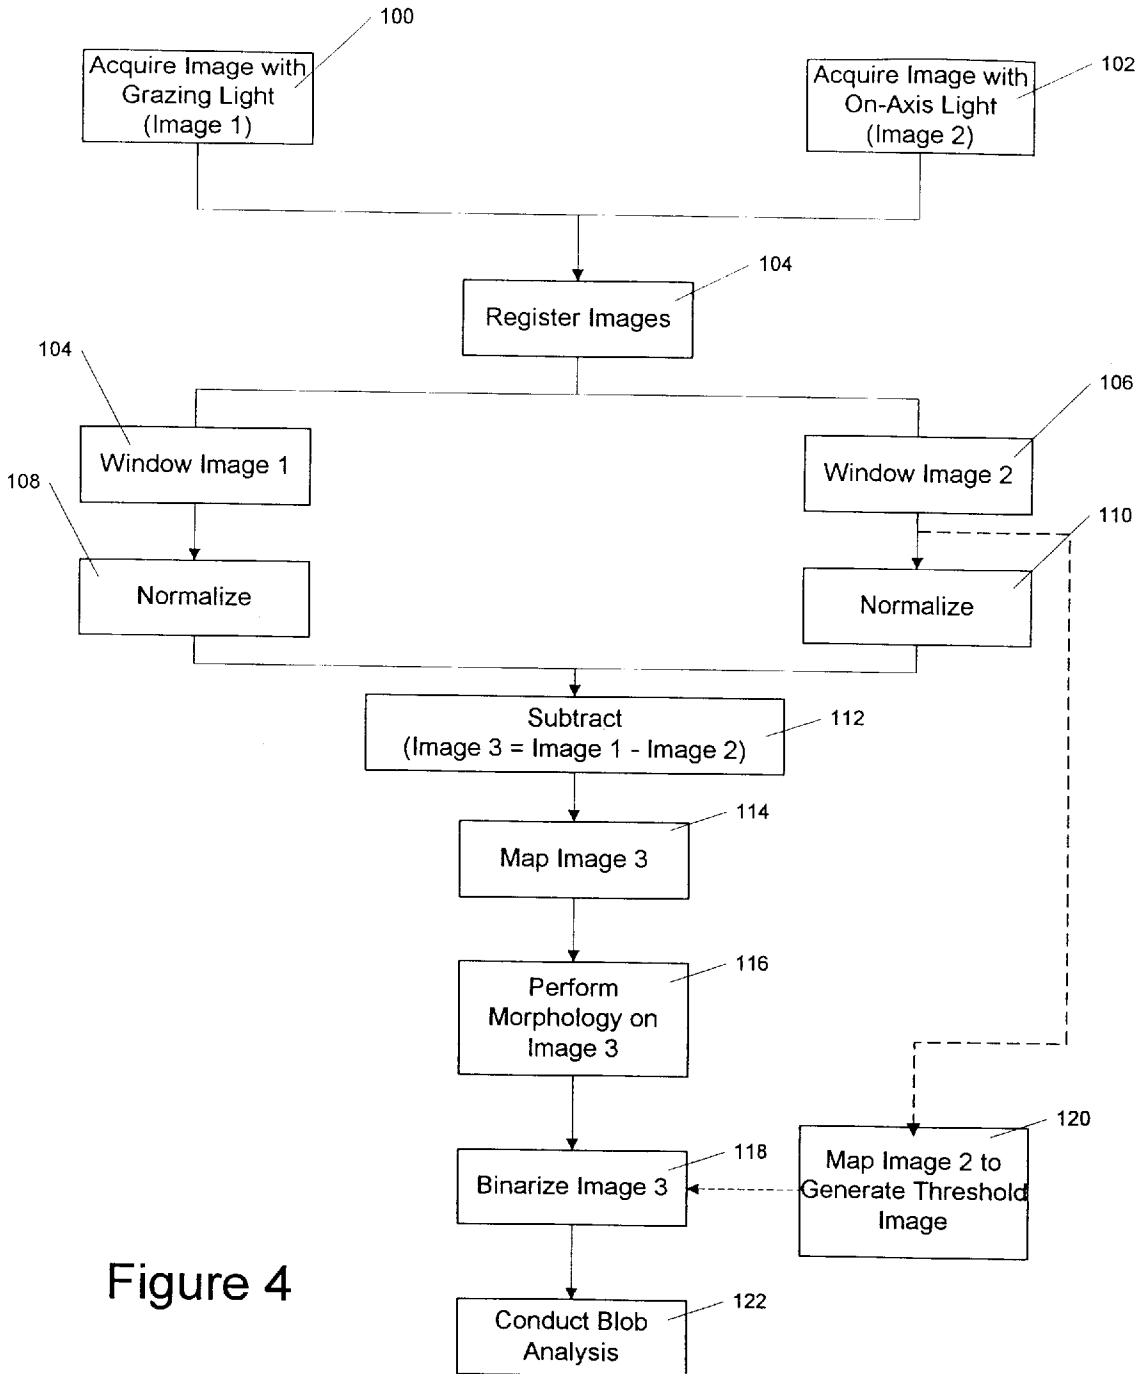 100
Acquire Image with
Grazing Light
(Image 1)
102
Acquire Image with
On-Axis Light
(Image 2)
104
Register Images
104
Window Image 1
106
Window Image 2
108
Normalize
110
Normalize
Subtract
(Image 3 = Image 1 - Image 2)
112
114
Map Image 3
116
Perform
Morphology on
Image 3
118
Binarize Image 3
120
Map Image 2 to
Generate Threshold
Image
122
Conduct Blob
Analysis
Figure 4